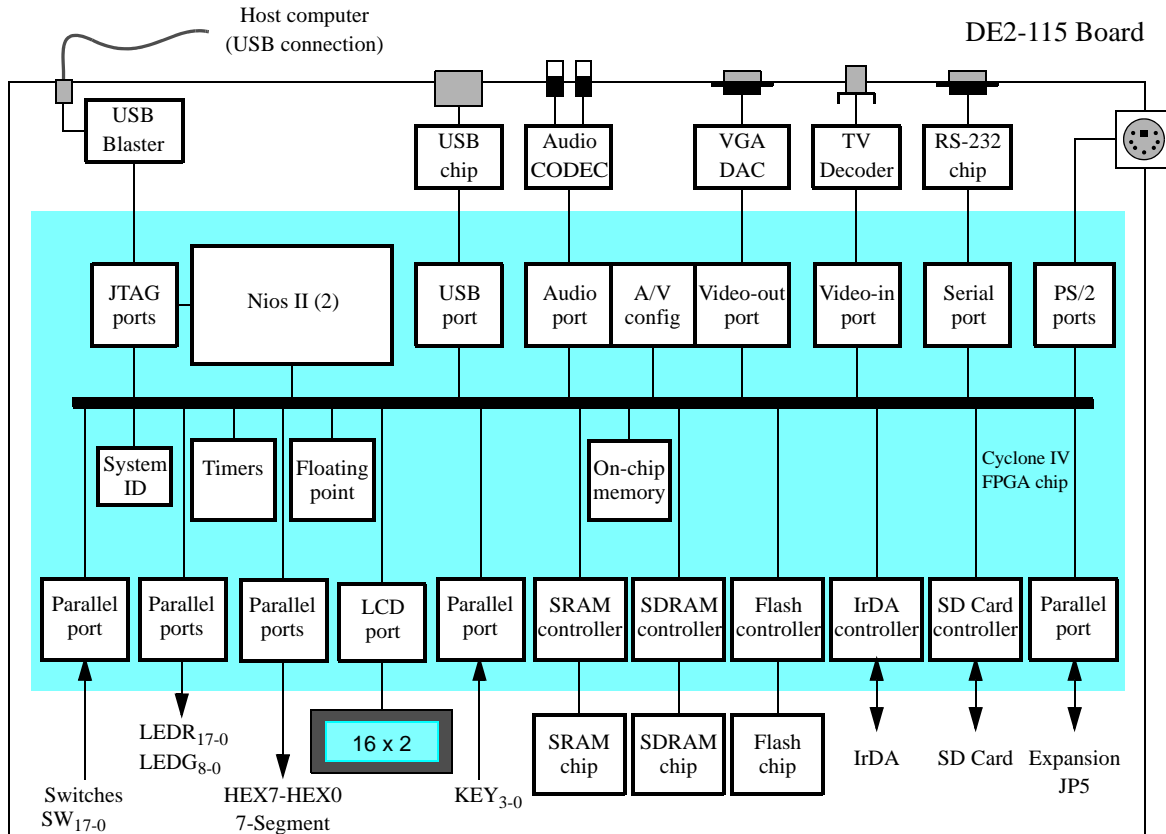 Host computer
(USB connection)
DE2-115 Board
USB
Blaster
USB
chip
Audio
CODEC
VGA
DAC
TV
Decoder
RS-232
chip
JTAG
ports
Nios II (2)
USB
port
Audio
port
A/V
config
Video-out
port
Video-in
port
Serial
port
PS/2
ports
System
ID
Timers
Floating
point
On-chip
memory
Cyclone IV
FPGA chip
Parallel
port
Parallel
ports
Parallel
ports
LCD
port
Parallel
port
SRAM
controller
SDRAM
controller
Flash
controller
IrDA
controller
SD Card
controller
Parallel
port
LEDR17-0
LEDG8-0
16 x 2
SRAM
chip
SDRAM
chip
Flash
chip
IrDA
SD Card
Expansion
JP5
Switches
SW17-0
HEX7-HEX0
7-Segment
KEY3-0